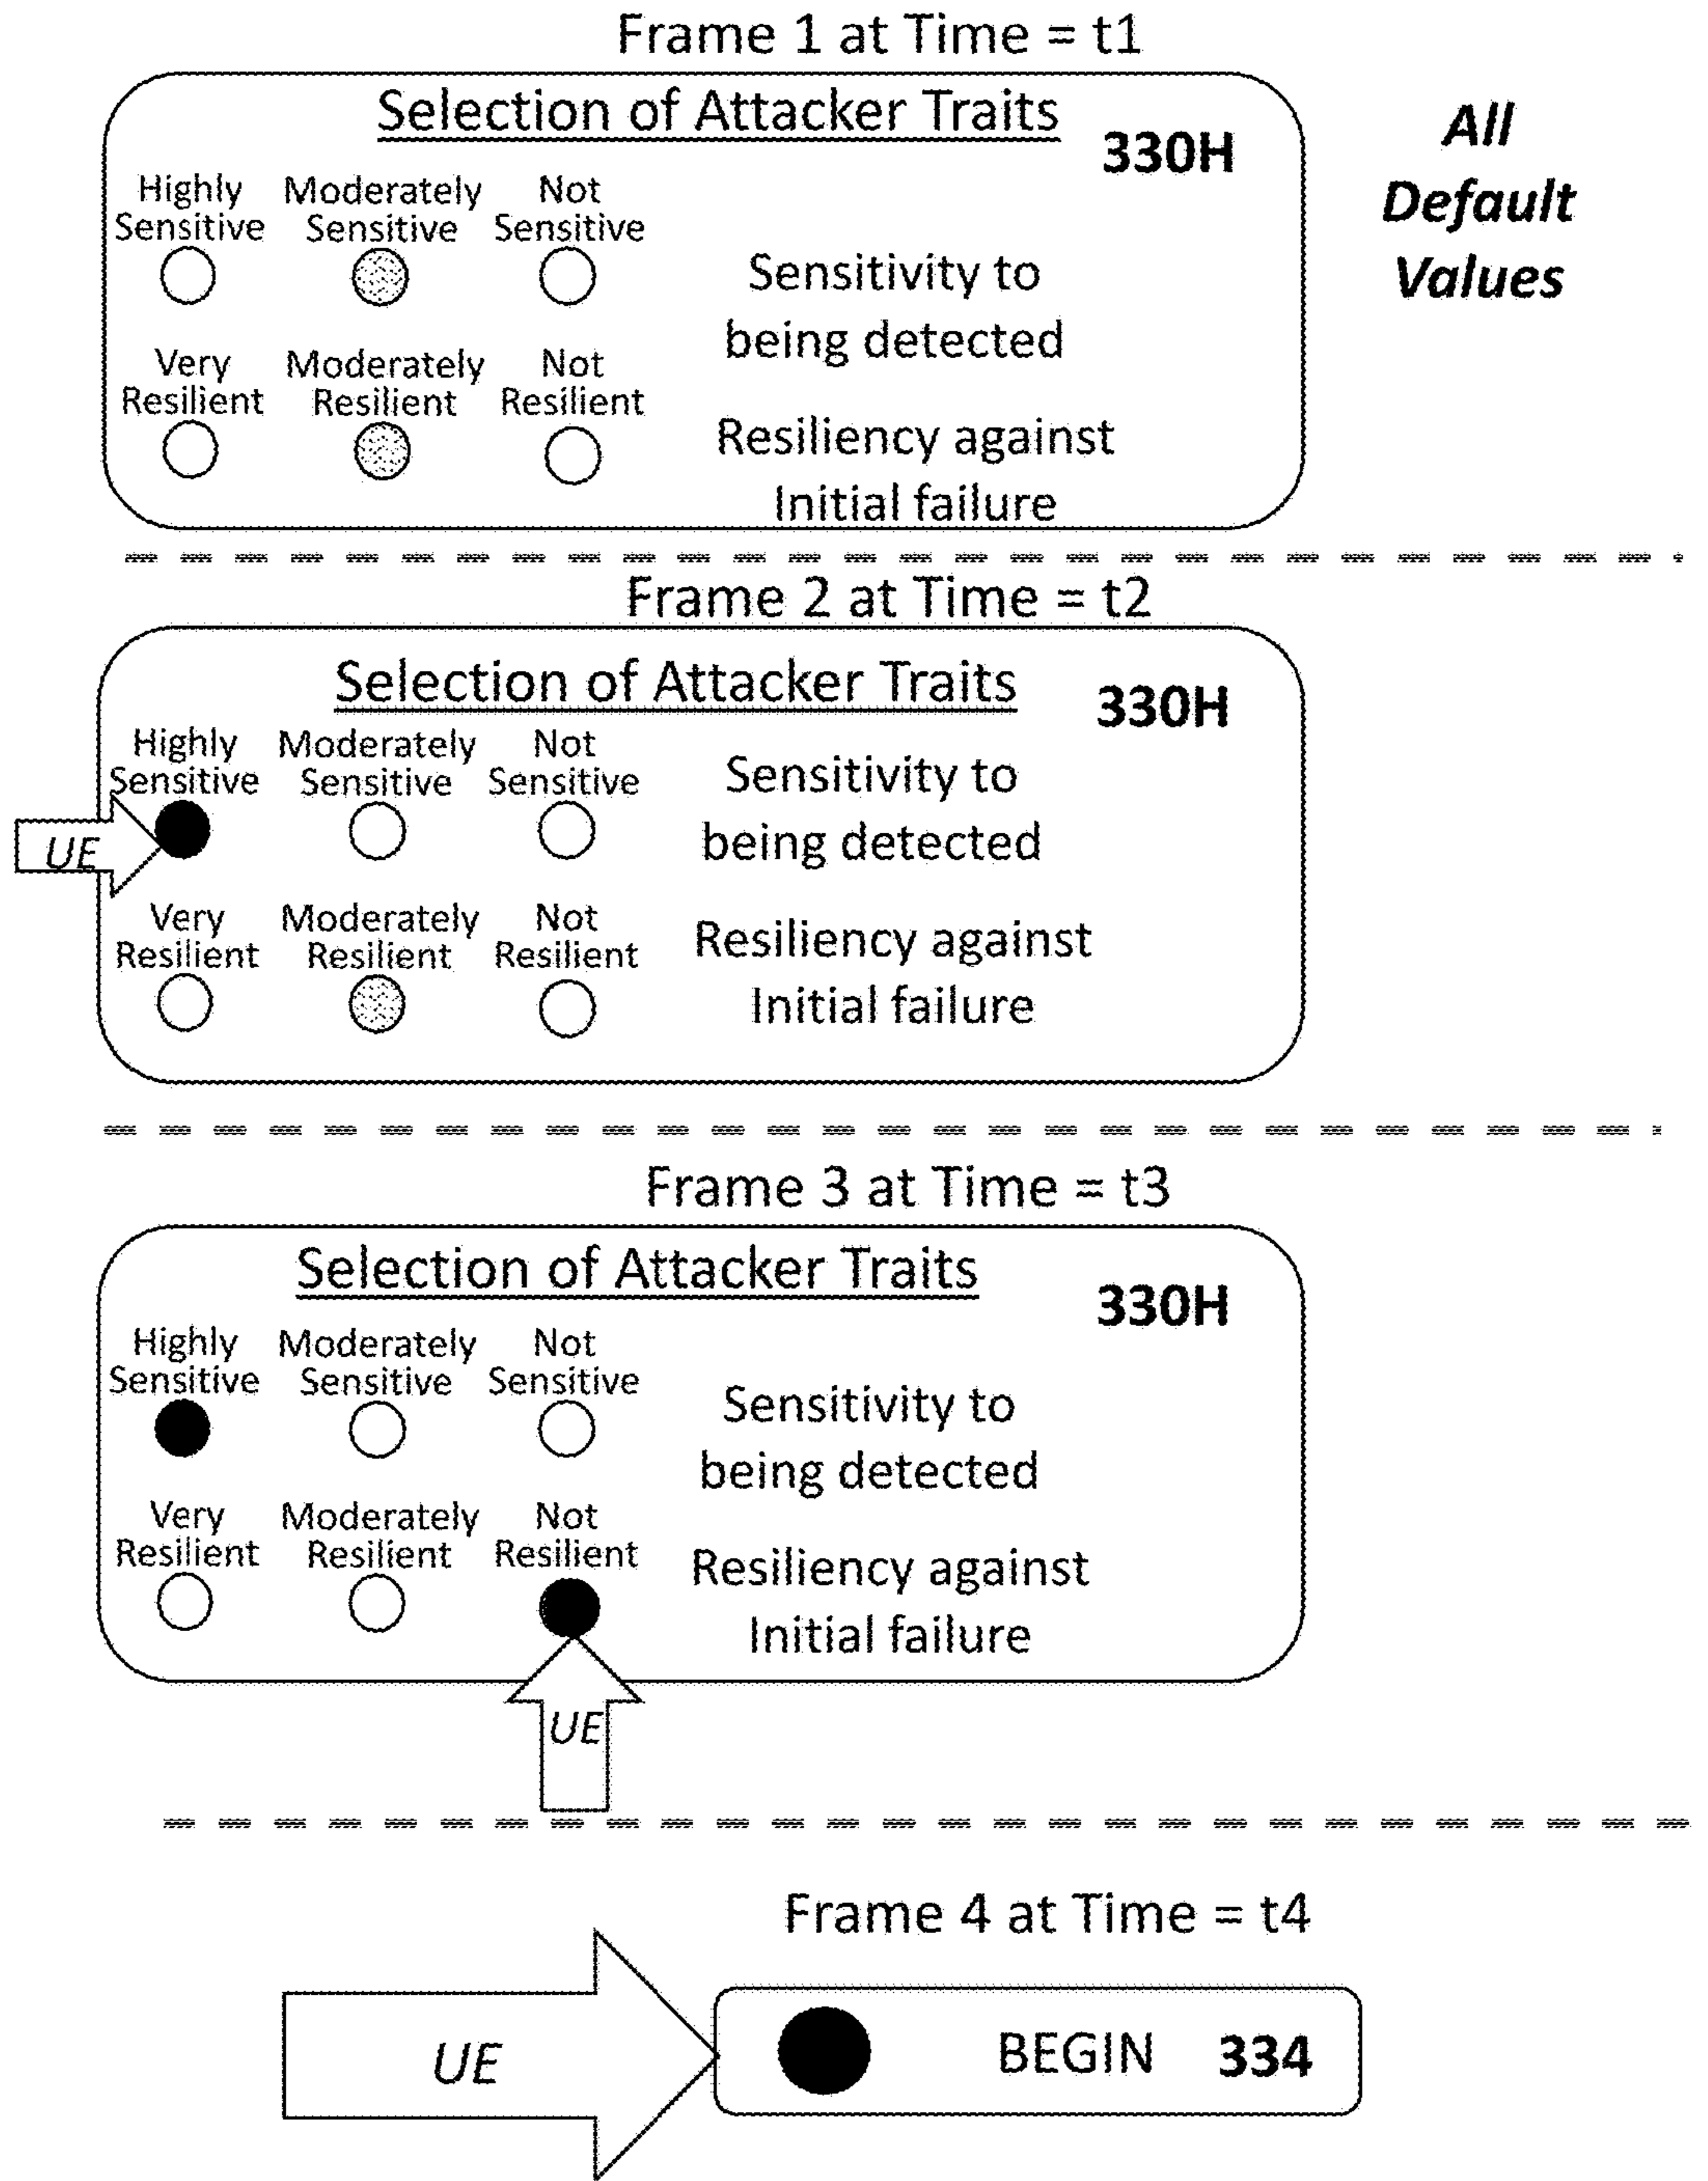 Frame 1 at Time = t1
Selection of Attacker Traits
330H
All
Default
Values
Highly Moderately Not
Sensitive Sensitive Sensitive
Sensitivity to
being detected
Very Moderately Not
Resilient Resilient Resilient
Resiliency against
Initial failure
Frame 2 at Time = t2
Selection of Attacker Traits
330H
Highly Moderately Not
Sensitive Sensitive Sensitive
Sensitivity to
being detected
UE
Very Moderately Not
Resilient Resilient Resilient
Resiliency against
Initial failure
Frame 3 at Time = t3
Selection of Attacker Traits
330H
Highly Moderately Not
Sensitive Sensitive Sensitive
Sensitivity to
being detected
Very Moderately Not
Resilient Resilient Resilient
Resiliency against
Initial failure
UE
Frame 4 at Time = t4
UE
BEGIN 334